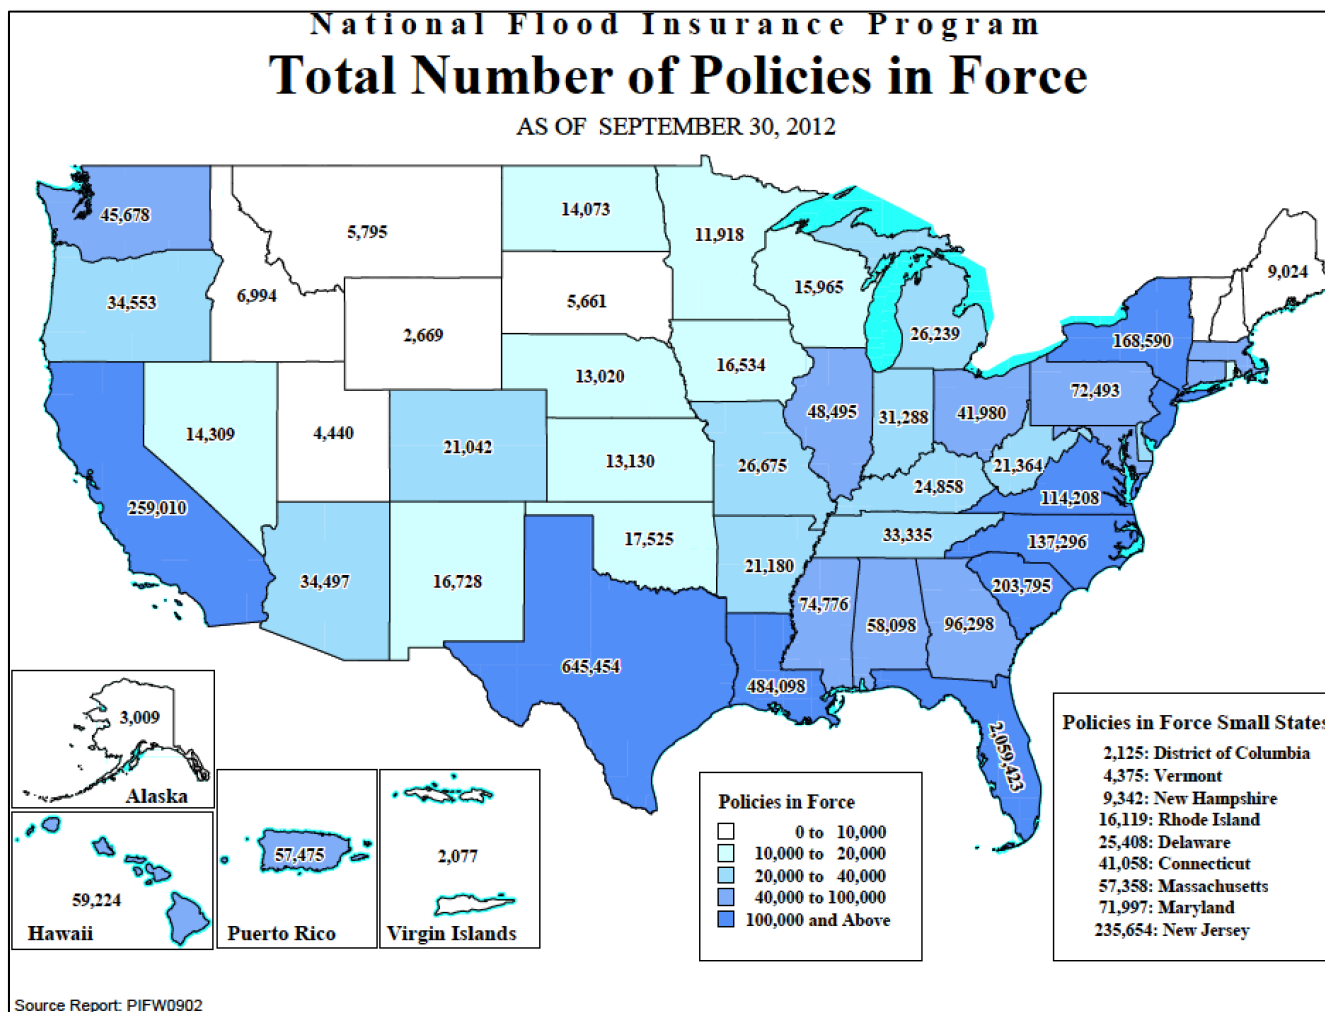 National Flood Insurance Program
Total Number of Policies in Force
AS OF SEPTEMBER 30, 2012
45,678
5,795
14,073
11,918
9,024
34,553
6,994
2,669
5,661
15,965
26,239
168,590
13,020
16,534
72,493
14,309
4,440
21,042
13,130
26,675
48,495
31,288
41,980
21,364
24,858
114,208
259,010
34,497
16,728
17,525
21,180
33,335
137,296
203,795
74,776
58,098
96,298
645,454
484,098
2,059,423
3,009
Alaska
59,224
Hawaii
57,475
Puerto Rico
2,077
Virgin Islands
Policies in Force
0 to 10,000
10,000 to 20,000
20,000 to 40,000
40,000 to 100,000
100,000 and Above
Policies in Force Small States
2,125: District of Columbia
4,375: Vermont
9,342: New Hampshire
16,119: Rhode Island
25,408: Delaware
41,058: Connecticut
57,358: Massachusetts
71,997: Maryland
235,654: New Jersey
Source Report: PIFW0902